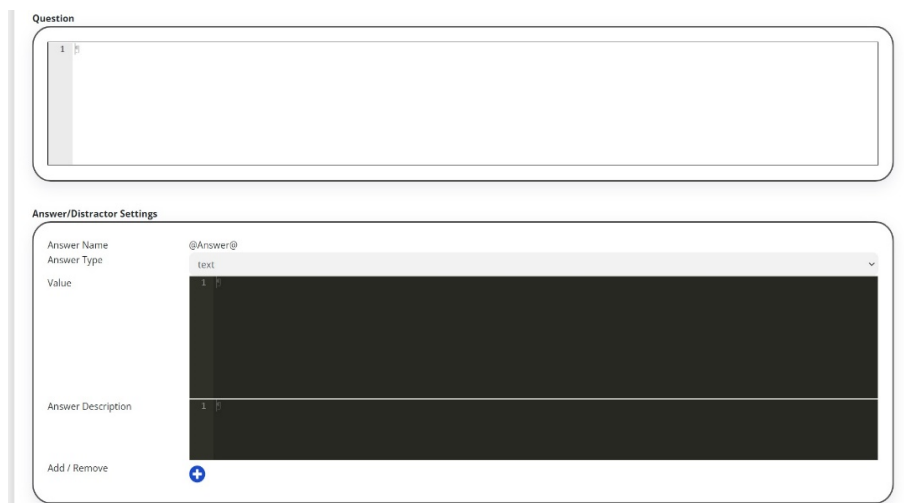 Question
1
Answer/Distractor Settings
Answer Name @Answer@
Answer Type text
Value 1
Answer Description 1
Add / Remove